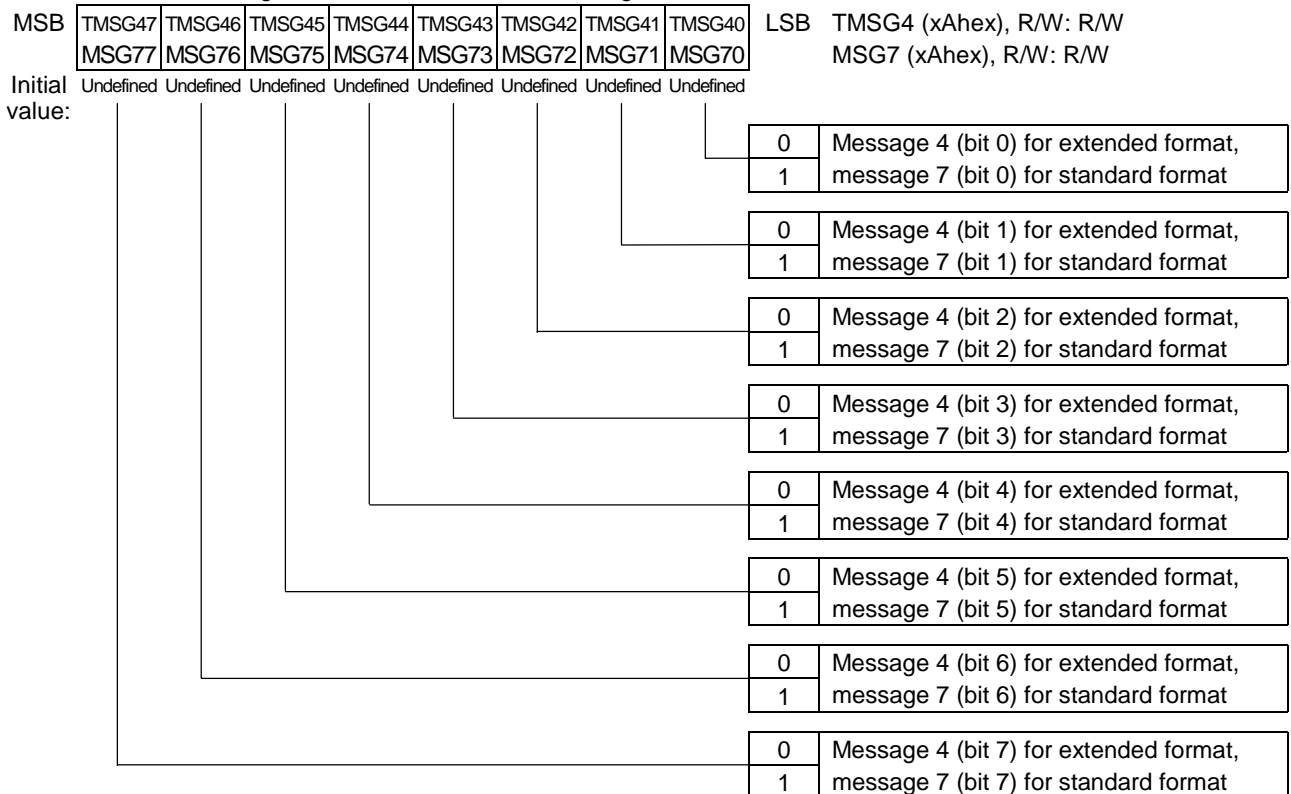 MSB TMSG47 TMSG46 TMSG45 TMSG44 TMSG43 TMSG42 TMSG41 TMSG40 LSB TMSG4 (xAhex), R/W: R/W
MSG77 MSG76 MSG75 MSG74 MSG73 MSG72 MSG71 MSG70 MSG7 (xAhex), R/W: R/W
Initial value: Undefined Undefined Undefined Undefined Undefined Undefined Undefined Undefined
0 Message 4 (bit 0) for extended format,
1 message 7 (bit 0) for standard format
0 Message 4 (bit 1) for extended format,
1 message 7 (bit 1) for standard format
0 Message 4 (bit 2) for extended format,
1 message 7 (bit 2) for standard format
0 Message 4 (bit 3) for extended format,
1 message 7 (bit 3) for standard format
0 Message 4 (bit 4) for extended format,
1 message 7 (bit 4) for standard format
0 Message 4 (bit 5) for extended format,
1 message 7 (bit 5) for standard format
0 Message 4 (bit 6) for extended format,
1 message 7 (bit 6) for standard format
0 Message 4 (bit 7) for extended format,
1 message 7 (bit 7) for standard format